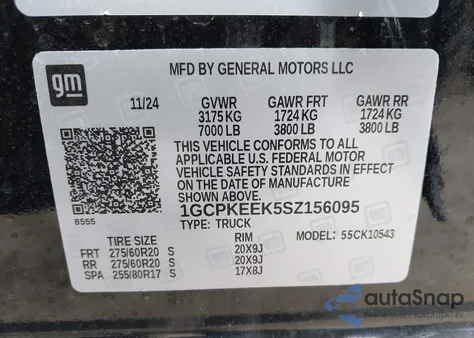 gm
MFD BY GENERAL MOTORS LLC
11/24 GVWR GAWR FRT GAWR RR
3175 KG 1724 KG 1724 KG
7000 LB 3800 LB 3800 LB
THIS VEHICLE CONFORMS TO ALL
APPLICABLE U.S. FEDERAL MOTOR
VEHICLE SAFETY STANDARDS IN
EFFECT ON THE DATE OF MANUFACTURE
SHOWN ABOVE.
1GCPKEEK5SZ156095
8555 TYPE: TRUCK MODEL: 55CK10543
TIRE SIZE RIM
FRT 275/60R20 S 20X9J
RR 275/60R20 S 20X9J
SPA 255/80R17 S 17X8J
autoSnap